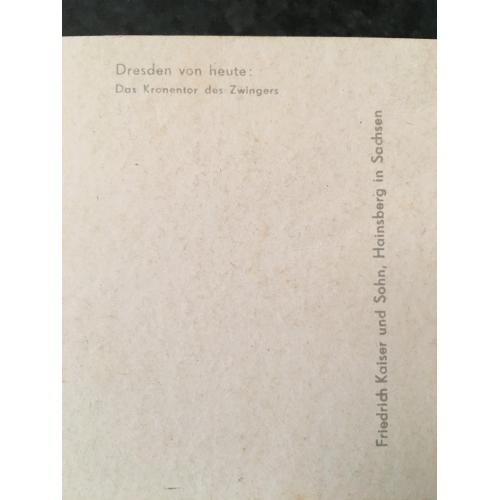 Dresden von heute:
Das Kronentor des Zwingers
Friedrich Kaiser und Sohn, Hainsberg in Sachsen